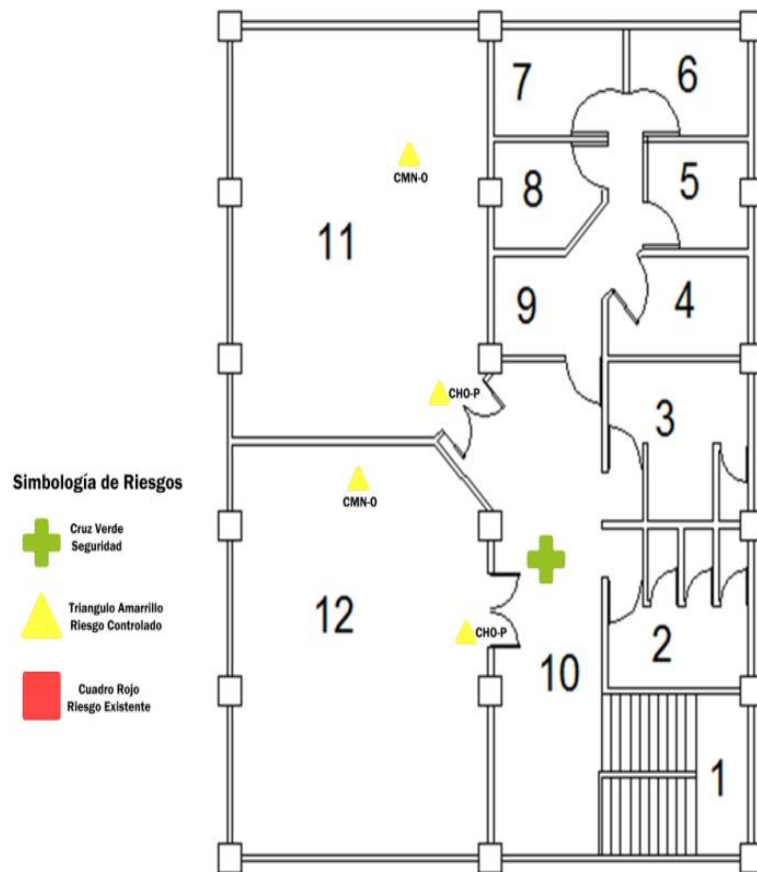 7
6
CMN-O
8
5
11
9
4
CHO-P
3
Simbología de Riesgos
CMN-O
Cruz Verde
Seguridad
Triangulo Amarrillo
Riesgo Controlado
12
CHO-P
2
10
Cuadro Rojo
Riesgo Existente
1